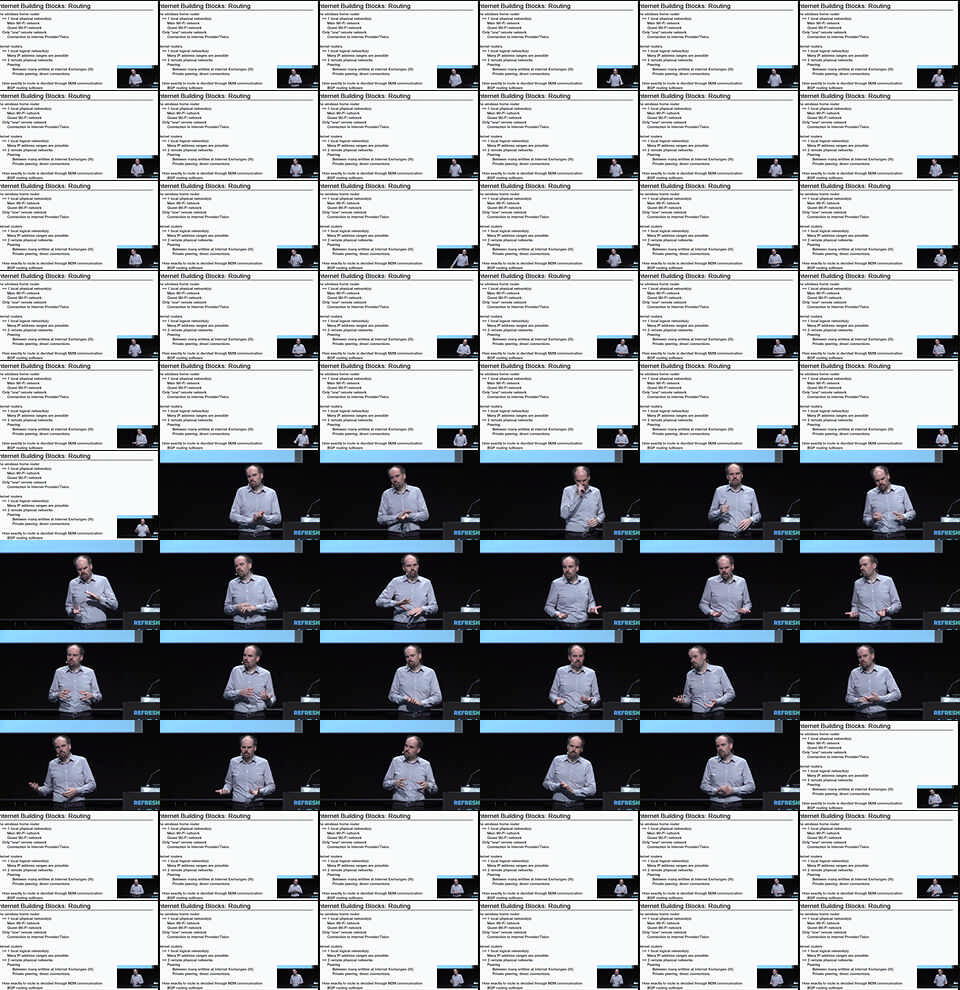 nternet Building Blocks: Routing
wireless home router
1 local physical network(s)
Main Wi-Fi network
Guest Wi-Fi network
Only "one" remote network
Connection to Internet Provider/Telco
ernet routers
1 local logical network(s)
Many IP address ranges are possible
2 remote physical networks
Peering
Between many entities at Internet Exchanges (IX)
Private peering, direct connections
How exactly to route is decided through M2M communication
BGP routing software
REFRESH